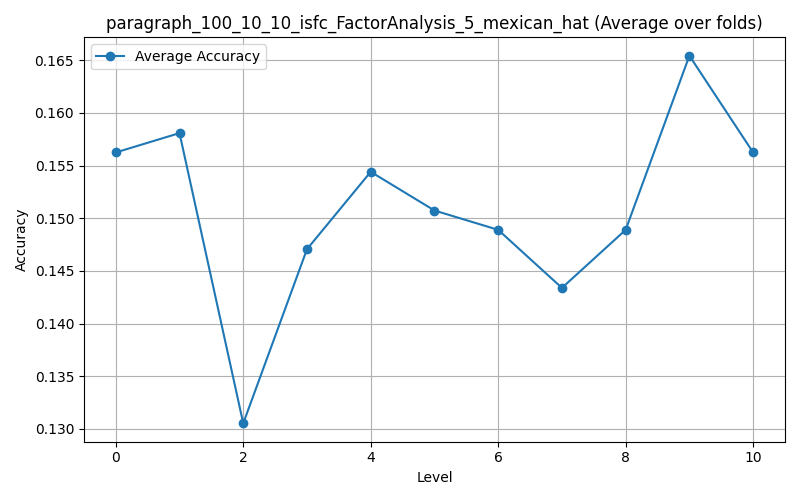 paragraph_100_10_10_isfc_FactorAnalysis_5_mexican_hat (Average over folds)
Average Accuracy
0.165
0.160
0.155
0.150
0.145
0.140
0.135
0.130
Accuracy
0 2 4 6 8 10
Level